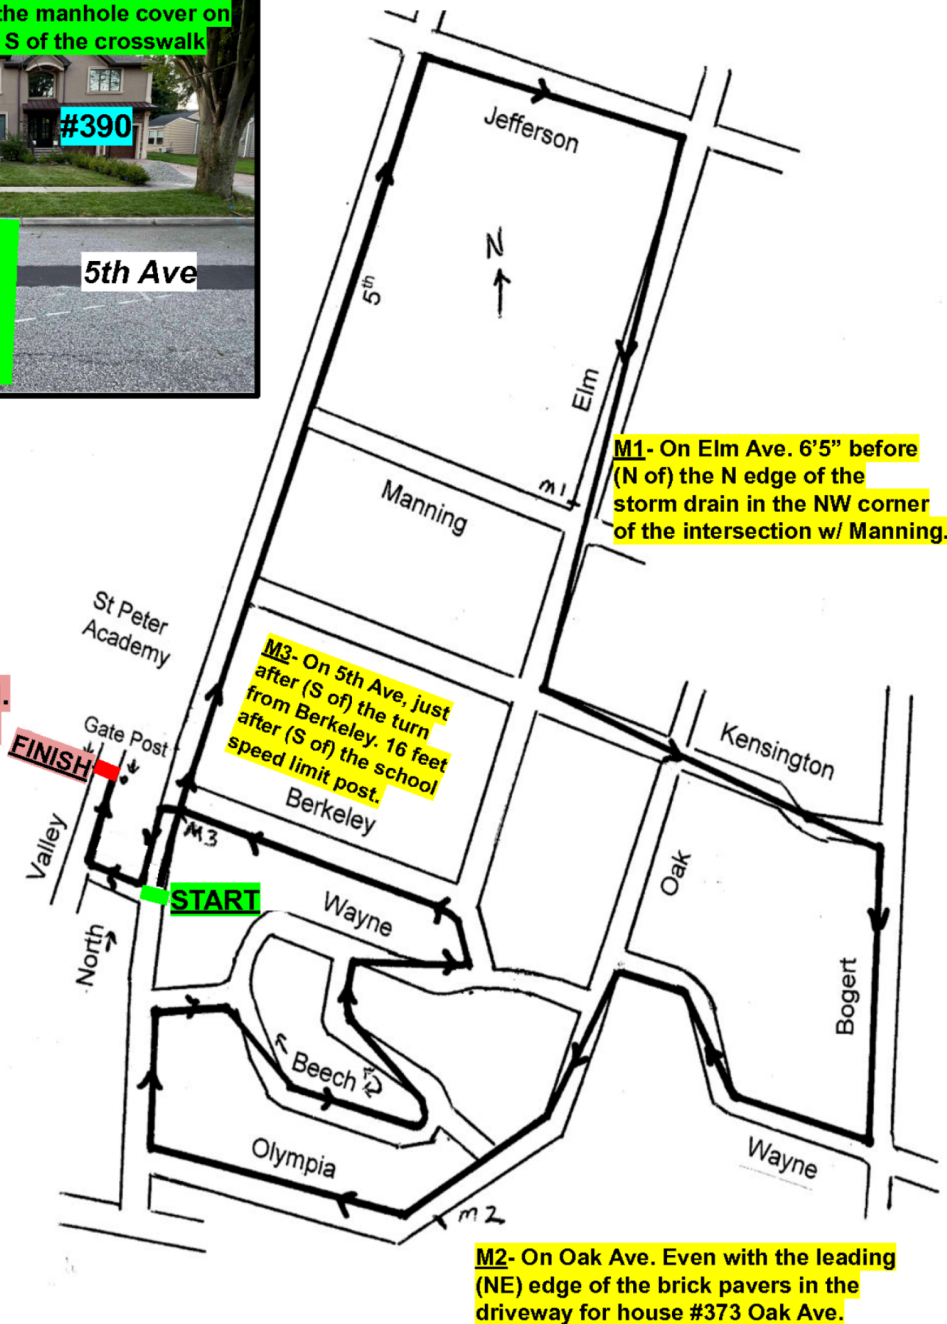 the manhole cover on
S of the crosswalk
#390
5th Ave
Jefferson
N
5th
Elm
M1- On Elm Ave. 6’5” before
(N of) the N edge of the
storm drain in the NW corner
of the intersection w/ Manning.
m1
Manning
St Peter
Academy
M3- On 5th Ave, just
after (S of) the turn
from Berkeley. 16 feet
after (S of) the school
speed limit post.
Gate Post
FINISH
Kensington
Berkeley
M3
Valley
START
Oak
Wayne
North
Bogert
Beech
Olympia
Wayne
m2
M2- On Oak Ave. Even with the leading
(NE) edge of the brick pavers in the
driveway for house #373 Oak Ave.